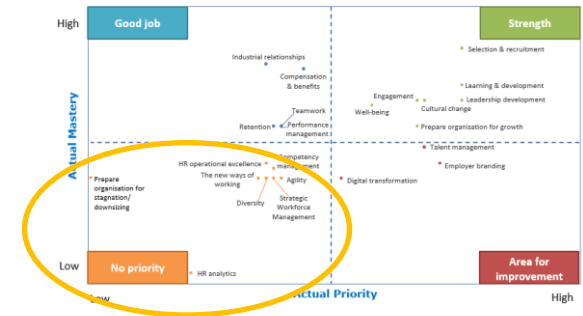 High
Good job
Strength
Industrial relationships
Selection & recruitment
Compensation
& benefits
Learning & development
Engagement
Leadership development
Well-being
Cultural change
Teamwork
Retention
Performance
management
Prepare organisation for growth
Actual Mastery
Talent management
HR operational excellence
Competency
management
Employer branding
The new ways of
working
Agility
Digital transformation
Prepare
organisation for
stagnation/
downsizing
Diversity
Strategic
Workforce
Management
Low
No priority
HR analytics
Area for
improvement
Low
Actual Priority
High